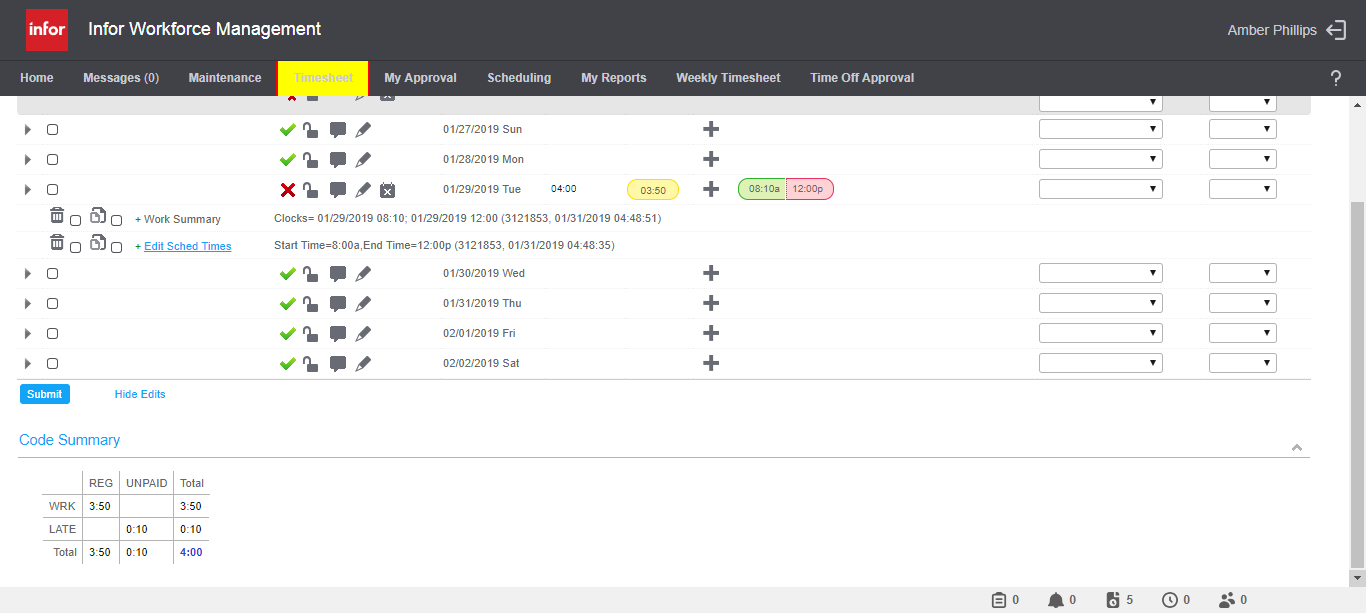 infor Infor Workforce Management Amber Phillips
Home Messages (0) Maintenance Timesheet My Approval Scheduling My Reports Weekly Timesheet Time Off Approval ?
01/27/2019 Sun
01/28/2019 Mon
01/29/2019 Tue 04:00 03:50 08:10a 12:00p
+ Work Summary Clocks= 01/29/2019 08:10; 01/29/2019 12:00 (3121853, 01/31/2019 04:48:51)
+ Edit Sched Times Start Time=8:00a,End Time=12:00p (3121853, 01/31/2019 04:48:35)
01/30/2019 Wed
01/31/2019 Thu
02/01/2019 Fri
02/02/2019 Sat
Submit Hide Edits
Code Summary
REG UNPAID Total
WRK 3:50 3:50
LATE 0:10 0:10
Total 3:50 0:10 4:00
0 0 5 0 0